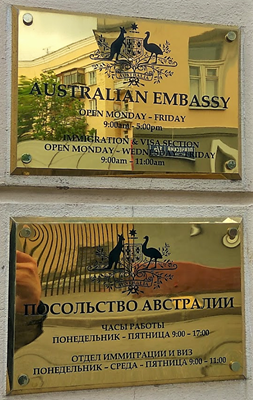 AUSTRALIA
AUSTRALIAN EMBASSY
OPEN MONDAY – FRIDAY
9:00am – 5:00pm
IMMIGRATION & VISA SECTION
OPEN MONDAY – WEDNESDAY – FRIDAY
9:00am – 11:00am
AUSTRALIA
ПОСОЛЬСТВО АВСТРАЛИИ
ЧАСЫ РАБОТЫ
ПОНЕДЕЛЬНИК – ПЯТНИЦА 9:00 – 17:00
ОТДЕЛ ИММИГРАЦИИ И ВИЗ
ПОНЕДЕЛЬНИК – СРЕДА – ПЯТНИЦА 9:00 – 11:00